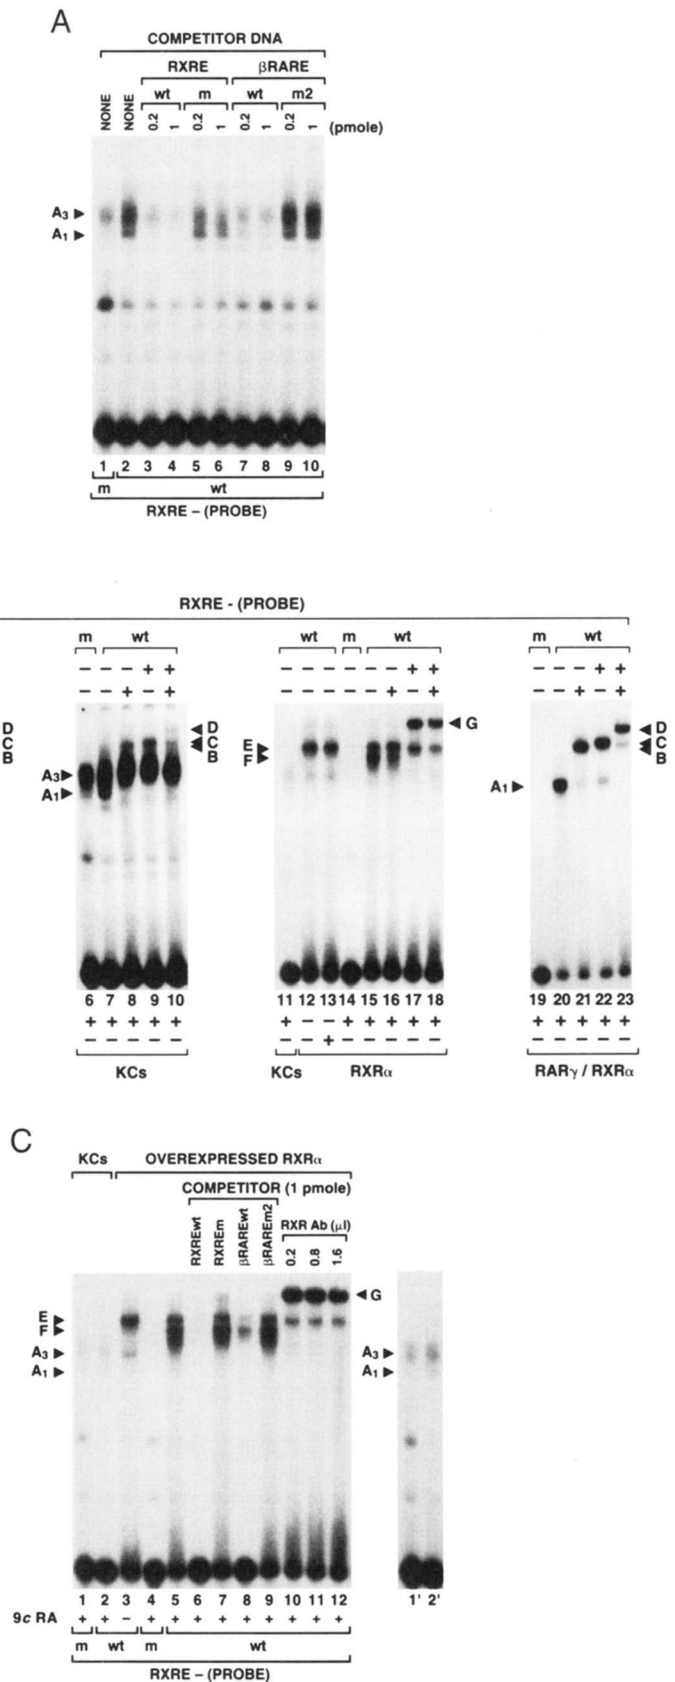 A
COMPETITOR DNA
RXRE βRARE
wt m wt m2
NONE NONE 0.2 1 0.2 1 0.2 1 0.2 1 (pmole)
A3
A1
1 2 3 4 5 6 7 8 9 10
m wt
RXRE – (PROBE)
RXRE - (PROBE)
m wt wt m wt m wt
– – – + + – – – – – + + – – – + +
– – + – + – – – – + – + – – + – +
D D G D
C C E C
B B F B
A3
A1 A1
6 7 8 9 10 11 12 13 14 15 16 17 18 19 20 21 22 23
+ + + + + + – – + + + + + + + + + +
– – – – – – – + – – – – – – – – – –
KCs KCs RXRα RARγ / RXRα
C
KCs OVEREXPRESSED RXRα
COMPETITOR (1 pmole)
RXREwt RXREm βRAREwt βRAREm2 RXR Ab (μl)
0.2 0.8 1.6
G
E
F
A3 A3
A1 A1
1 2 3 4 5 6 7 8 9 10 11 12 1' 2'
9c RA + + – + + + + + + + + +
m wt m wt
RXRE – (PROBE)